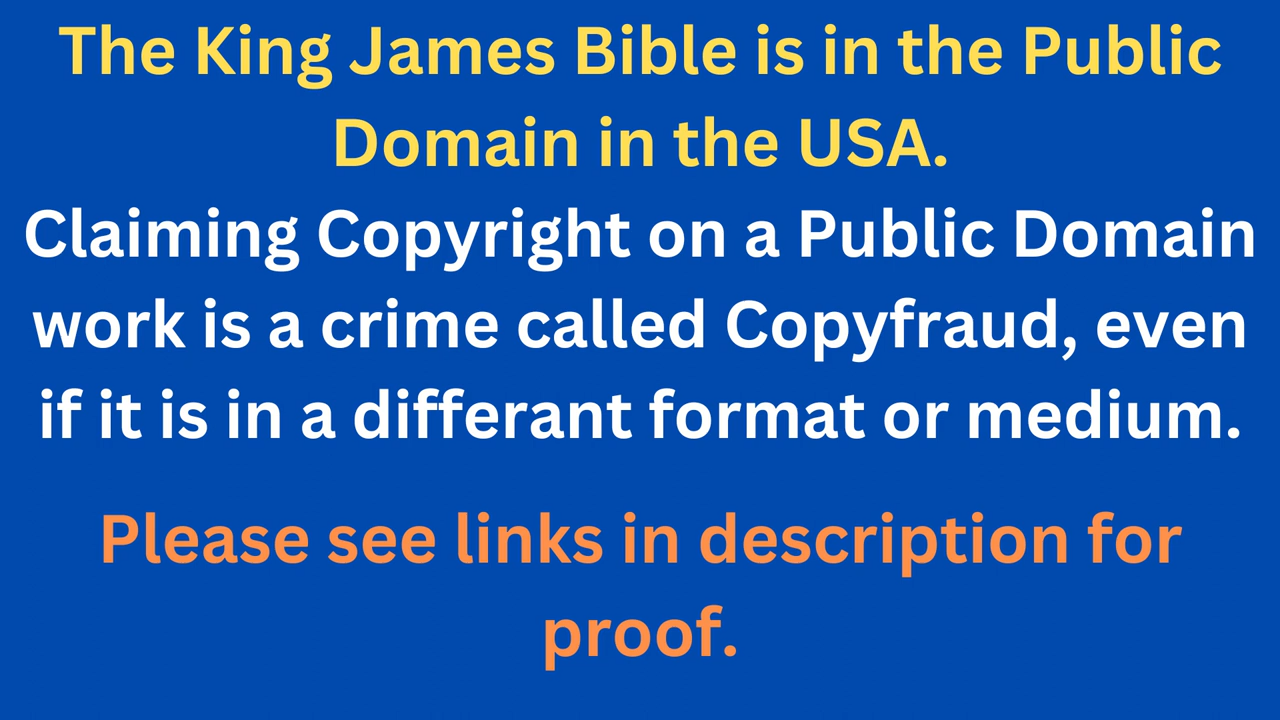 The King James Bible is in the Public
Domain in the USA.
Claiming Copyright on a Public Domain
work is a crime called Copyfraud, even
if it is in a differant format or medium.
Please see links in description for
proof.